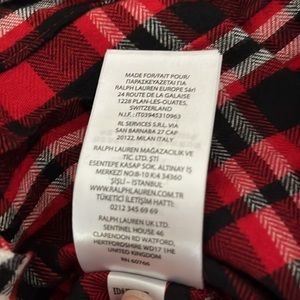 MADE FOR/FAIT POUR/
ΠΑΡΑΣΚΕΥΑΖΕΤΑΙ ΓΙΑ
RALPH LAUREN EUROPE Sàrl
24 ROUTE DE LA GALAISE
1228 PLAN-LES-OUATES,
SWITZERLAND
N.I.F.: IT03945310963
RL SERVICES S.R.L. VIA
SAN BARNABA 27 CAP
20122, MILAN ITALY
RALPH LAUREN MAGAZACILIK VE
TIC. LTD. ŞTI
ESENTEPE KASAP SOK. ALTINAY İŞ
MERKEZI NO:8-10 K:4 34360
ŞİŞLİ - İSTANBUL
WWW.RALPHLAUREN.COM
TÜKETİCİ İLETİŞİM HATTI:
0212 345 69 69
RALPH LAUREN UK LTD.
SENTINEL HOUSE 46
CLARENDON RD WATFORD,
HERTFORDSHIRE WD17 1HE
UNITED KINGDOM
RN 60766